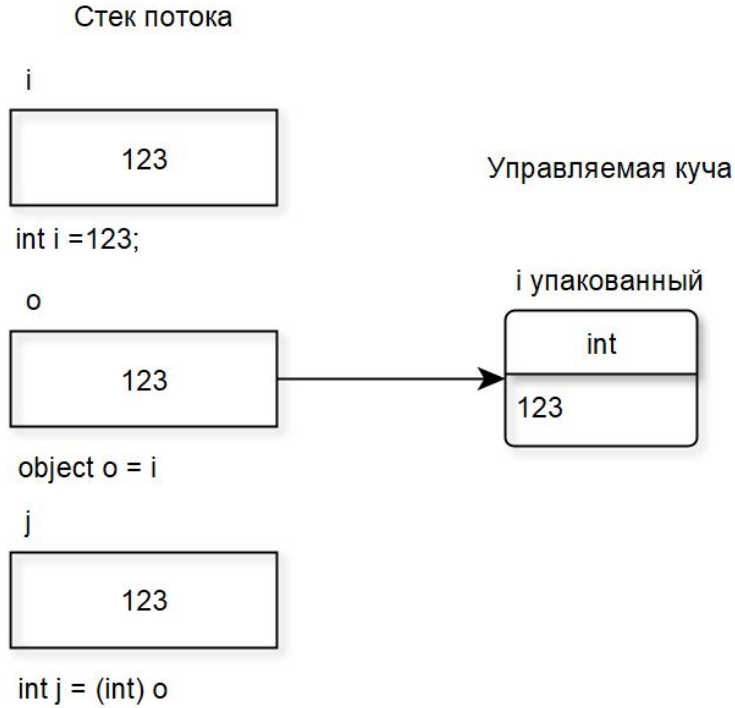 Стек потока
i
123
int i =123;
Управляемая куча
o
123
object o = i
i упакованный
int
123
j
123
int j = (int) o